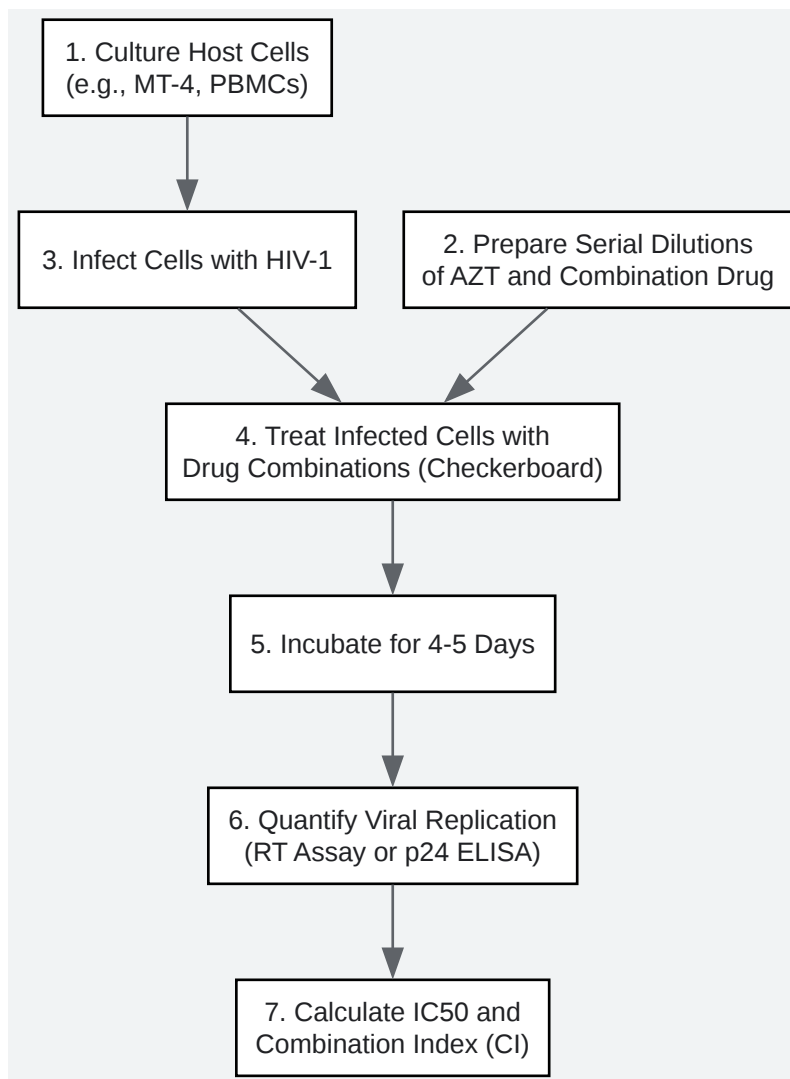 1. Culture Host Cells
(e.g., MT-4, PBMCs)
3. Infect Cells with HIV-1
2. Prepare Serial Dilutions
of AZT and Combination Drug
4. Treat Infected Cells with
Drug Combinations (Checkerboard)
5. Incubate for 4-5 Days
6. Quantify Viral Replication
(RT Assay or p24 ELISA)
7. Calculate IC50 and
Combination Index (CI)